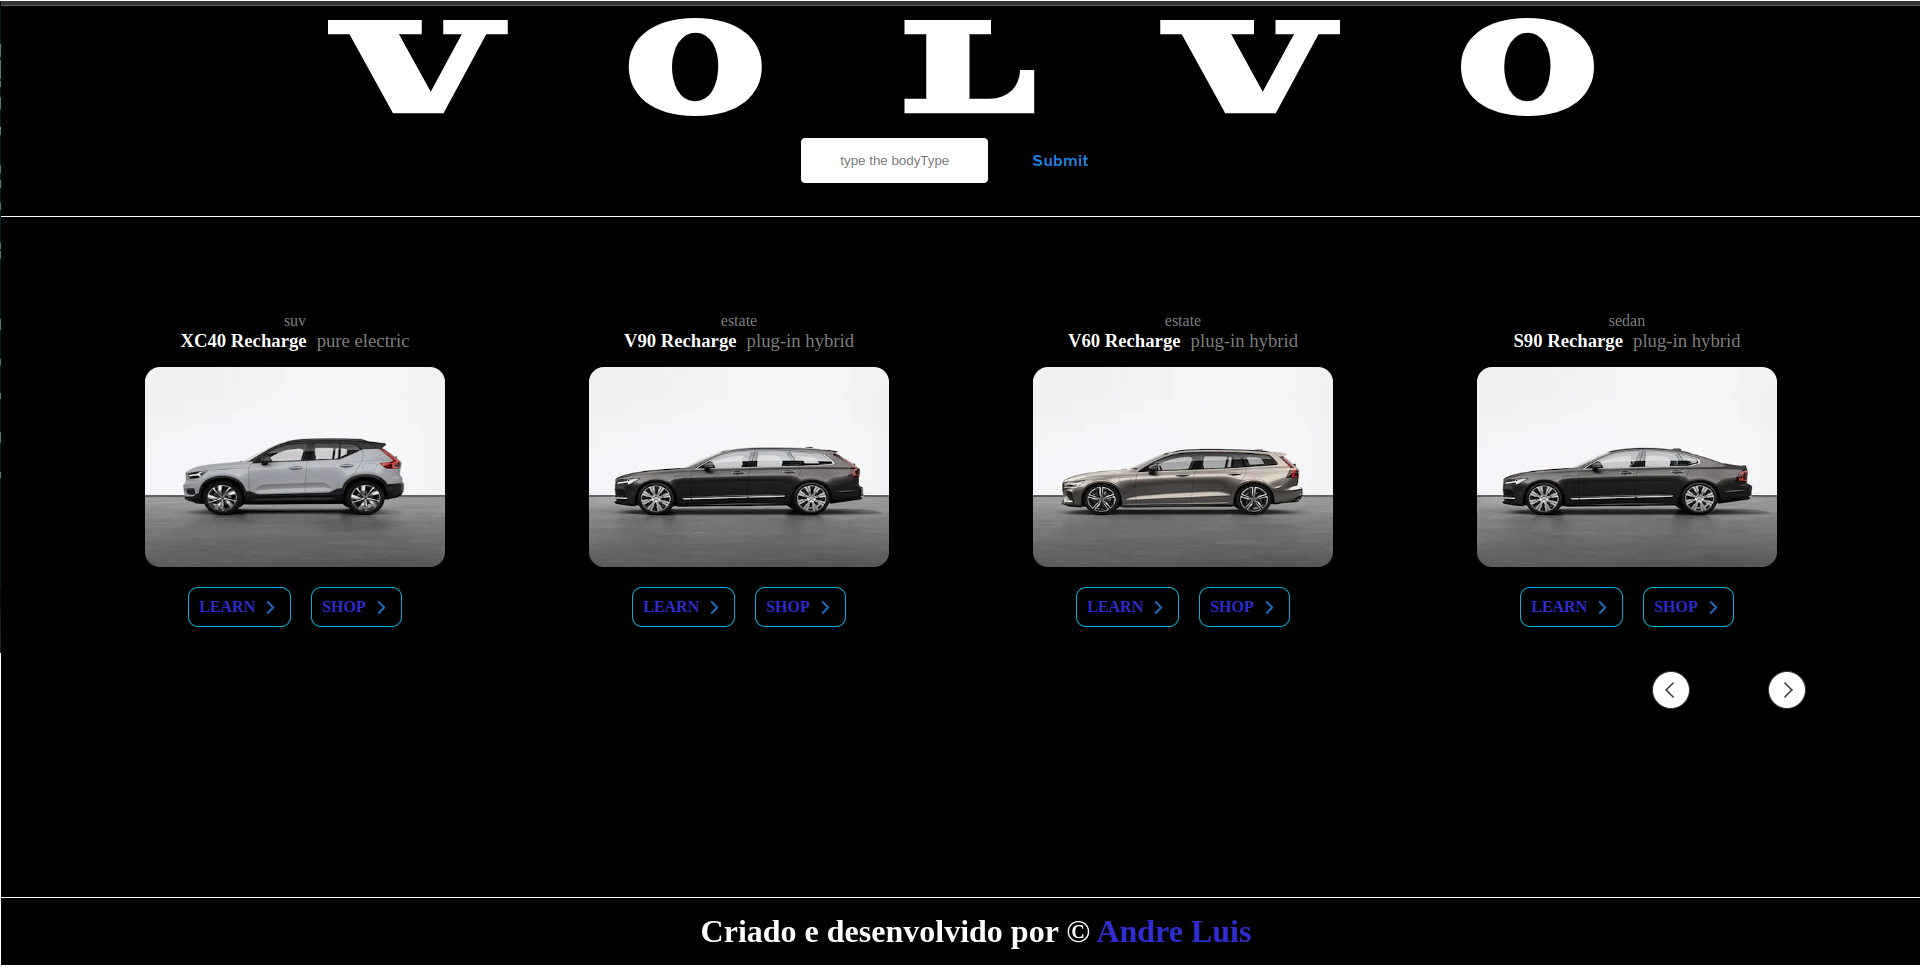 VOLVO
type the bodyType Submit
suv
XC40 Recharge pure electric
LEARN SHOP
estate
V90 Recharge plug-in hybrid
LEARN SHOP
estate
V60 Recharge plug-in hybrid
LEARN SHOP
sedan
S90 Recharge plug-in hybrid
LEARN SHOP
Criado e desenvolvido por © Andre Luis